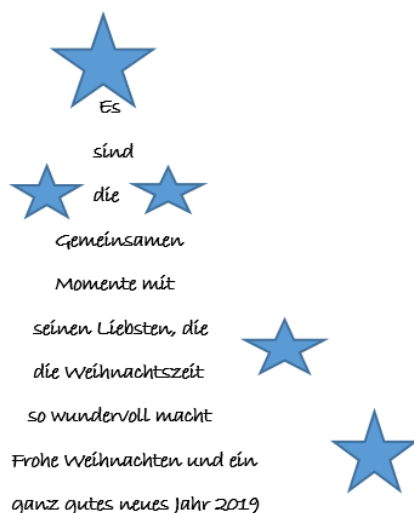 Es
sind
die
Gemeinsamen
Momente mit
seinen Liebsten, die
die Weihnachtszeit
so wundervoll macht
Frohe Weihnachten und ein
ganz gutes neues Jahr 2019